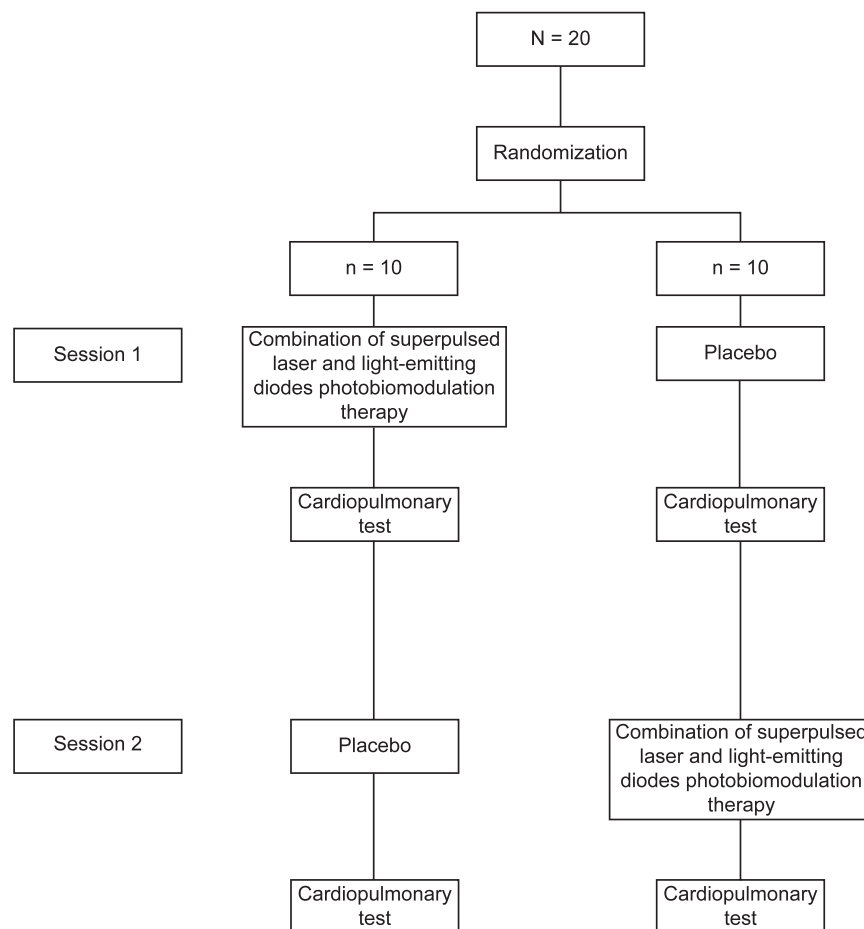 N = 20
Randomization
n = 10
n = 10
Session 1
Combination of superpulsed
laser and light-emitting
diodes photobiomodulation
therapy
Placebo
Cardiopulmonary
test
Cardiopulmonary
test
Session 2
Placebo
Combination of superpulsed
laser and light-emitting
diodes photobiomodulation
therapy
Cardiopulmonary
test
Cardiopulmonary
test